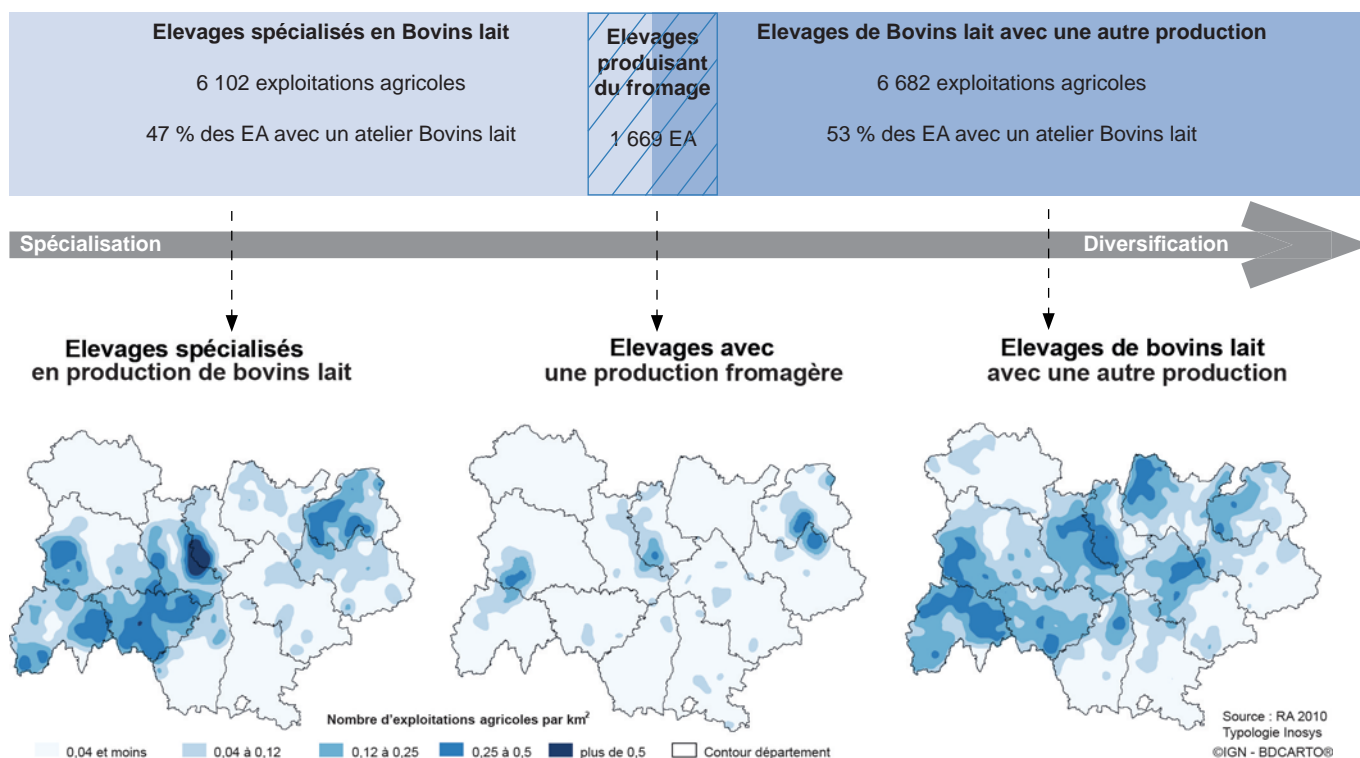 Elevages spécialisés en Bovins lait
6 102 exploitations agricoles
47 % des EA avec un atelier Bovins lait
Elevages
produisant
du fromage
1 669 EA
Elevages de Bovins lait avec une autre production
6 682 exploitations agricoles
53 % des EA avec un atelier Bovins lait
Spécialisation
Diversification
Elevages spécialisés
en production de bovins lait
Elevages avec
une production fromagère
Elevages de bovins lait
avec une autre production
Nombre d'exploitations agricoles par km²
0,04 et moins
0,04 à 0,12
0,12 à 0,25
0,25 à 0,5
plus de 0,5
Contour département
Source : RA 2010
Typologie Inosys
©IGN - BDCARTO®